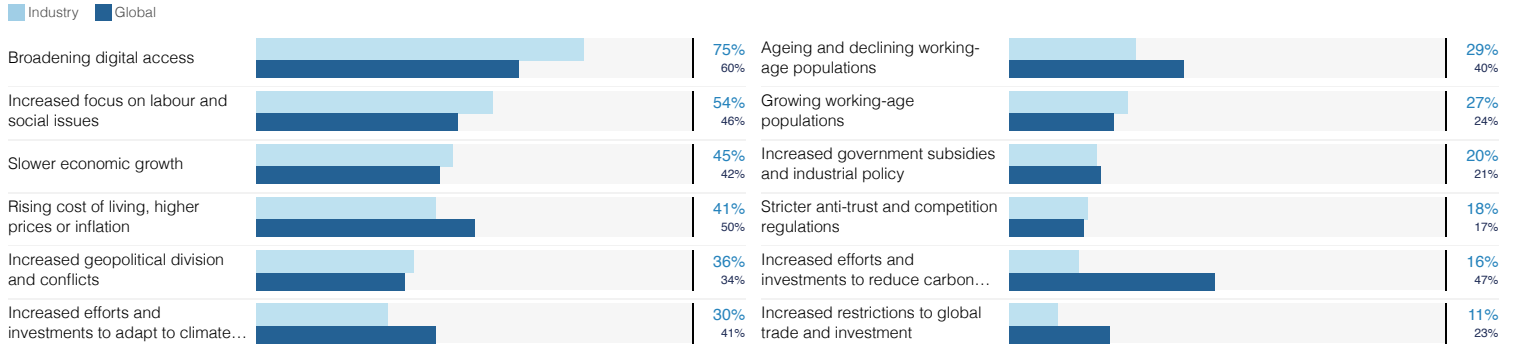 Industry Global
Broadening digital access
75%
60%
Increased focus on labour and
social issues
54%
46%
Slower economic growth
45%
42%
Rising cost of living, higher
prices or inflation
41%
50%
Increased geopolitical division
and conflicts
36%
34%
Increased efforts and
investments to adapt to climate…
30%
41%
Ageing and declining working-
age populations
29%
40%
Growing working-age
populations
27%
24%
Increased government subsidies
and industrial policy
20%
21%
Stricter anti-trust and competition
regulations
18%
17%
Increased efforts and
investments to reduce carbon…
16%
47%
Increased restrictions to global
trade and investment
11%
23%